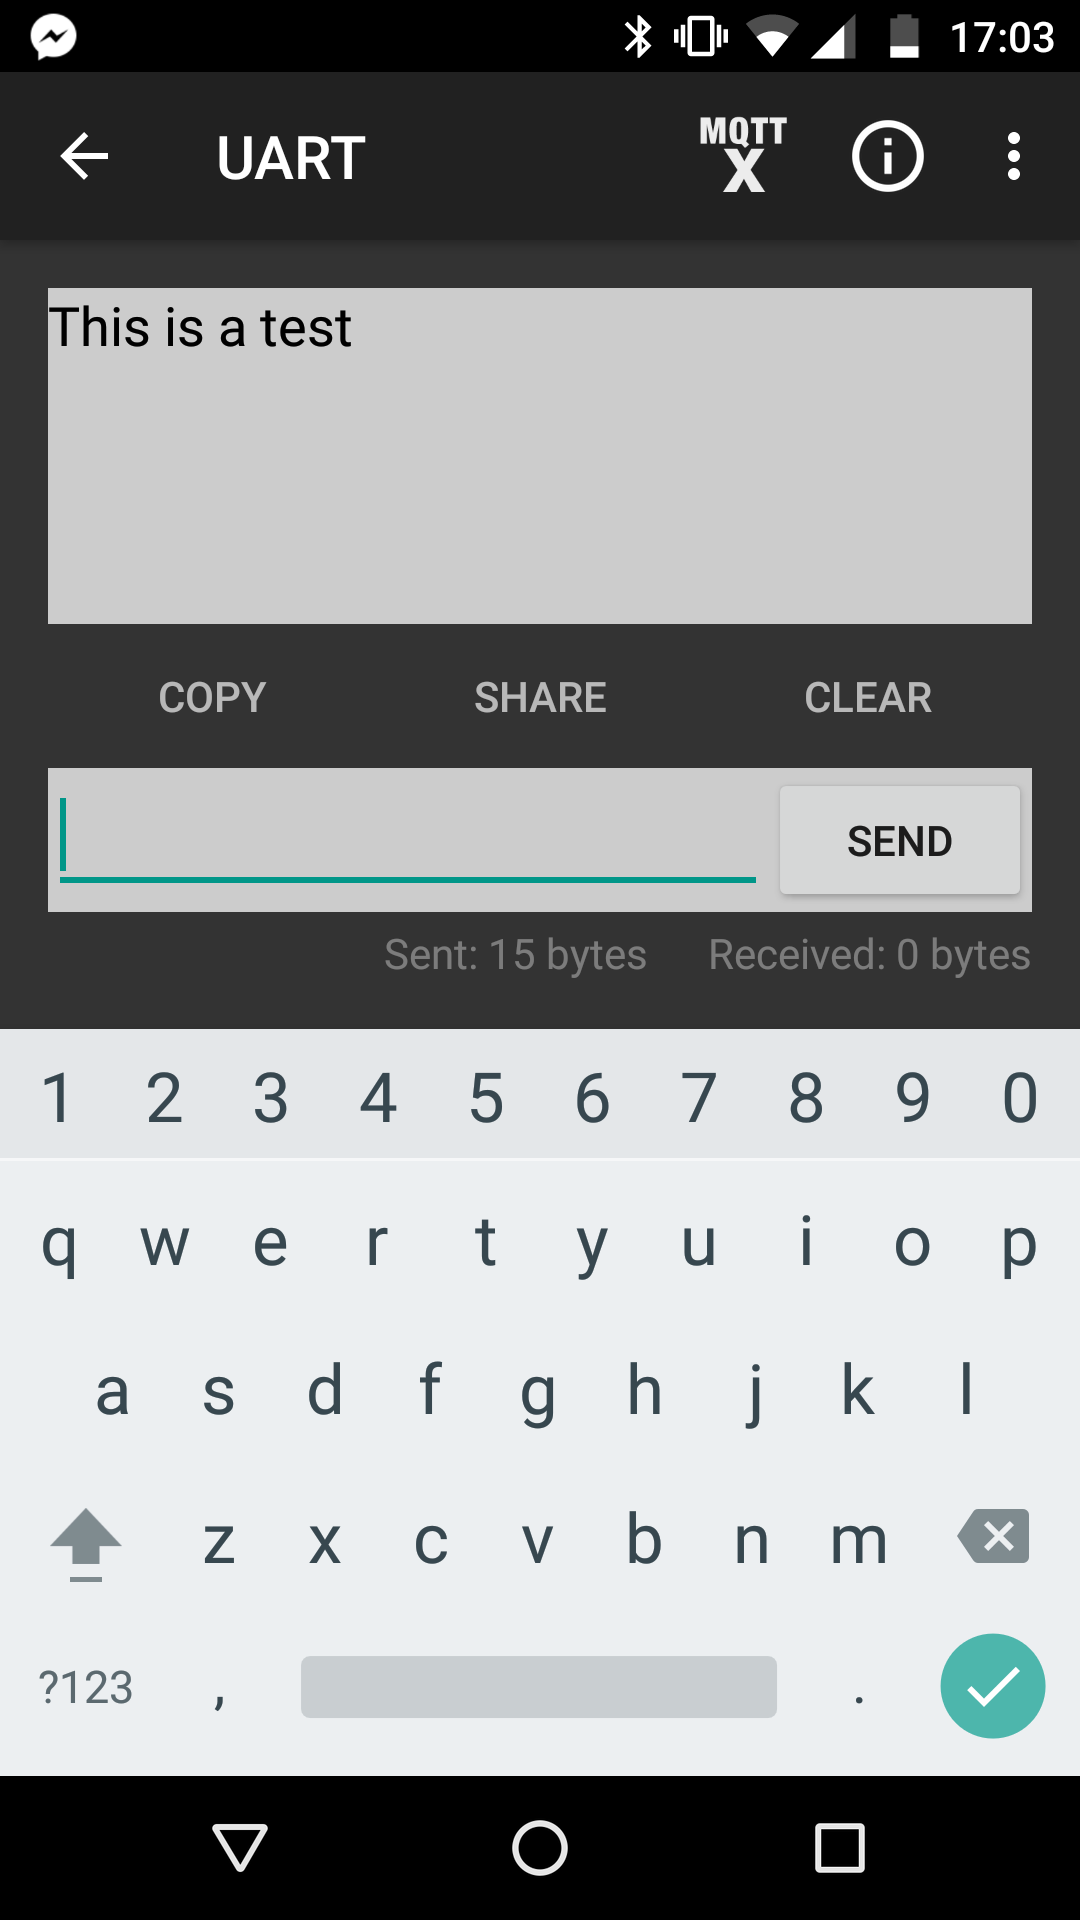 17:03
UART
MQTT
X
This is a test
COPY SHARE CLEAR
SEND
Sent: 15 bytes Received: 0 bytes
1 2 3 4 5 6 7 8 9 0
q w e r t y u i o p
a s d f g h j k l
z x c v b n m
?123 , .